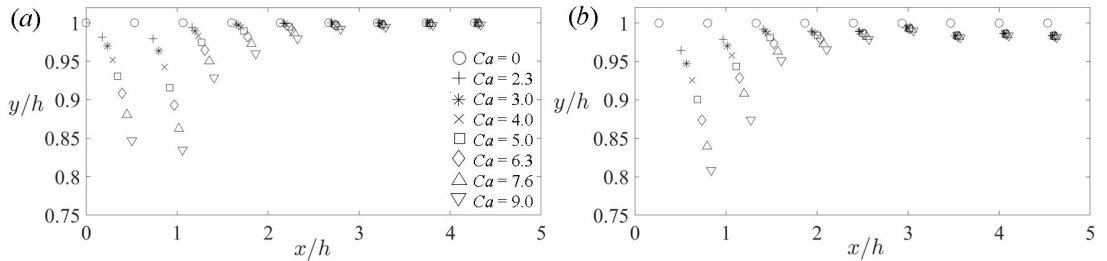 (a)
1
0.95
0.9
0.85
0.8
0.75
y/h
0 1 2 3 4 5
x/h
Ca = 0
Ca = 2.3
Ca = 3.0
Ca = 4.0
Ca = 5.0
Ca = 6.3
Ca = 7.6
Ca = 9.0
(b)
1
0.95
0.9
0.85
0.8
0.75
y/h
0 1 2 3 4 5
x/h